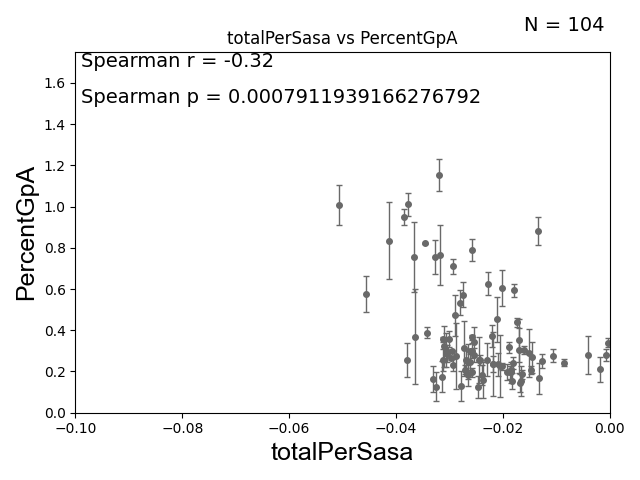 N = 104
totalPerSasa vs PercentGpA
Spearman r = -0.32
Spearman p = 0.0007911939166276792
PercentGpA
1.6
1.4
1.2
1.0
0.8
0.6
0.4
0.2
0.0
−0.10
−0.08
−0.06
−0.04
−0.02
0.00
totalPerSasa